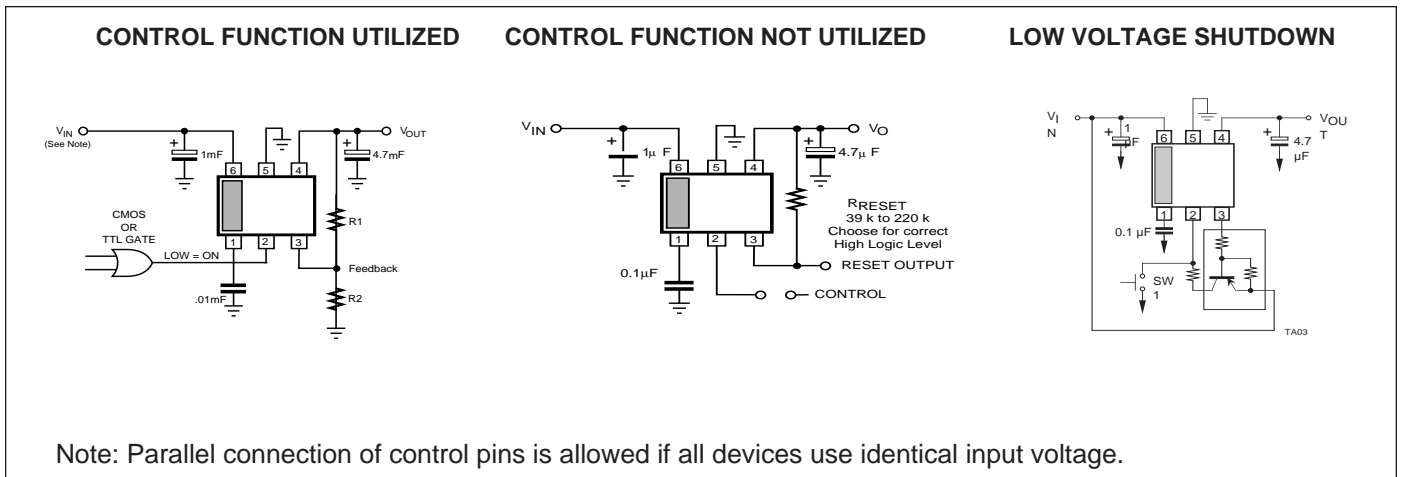 CONTROL FUNCTION UTILIZED
VIN
(See Note)
+
1mF
6
5
4
VOUT
+
4.7mF
R1
CMOS
OR
TTL GATE
1
2
3
LOW = ON
Feedback
.01mF
R2
CONTROL FUNCTION NOT UTILIZED
VIN
+
1µ F
6
5
4
VO
+
4.7µ F
RRESET
39 k to 220 k
Choose for correct
High Logic Level
1
2
3
RESET OUTPUT
0.1µF
CONTROL
LOW VOLTAGE SHUTDOWN
VI
N
+
1
µF
6
5
4
VOU
T
+
4.7
µF
1
2
3
0.1 µF
SW
1
TA03
Note: Parallel connection of control pins is allowed if all devices use identical input voltage.